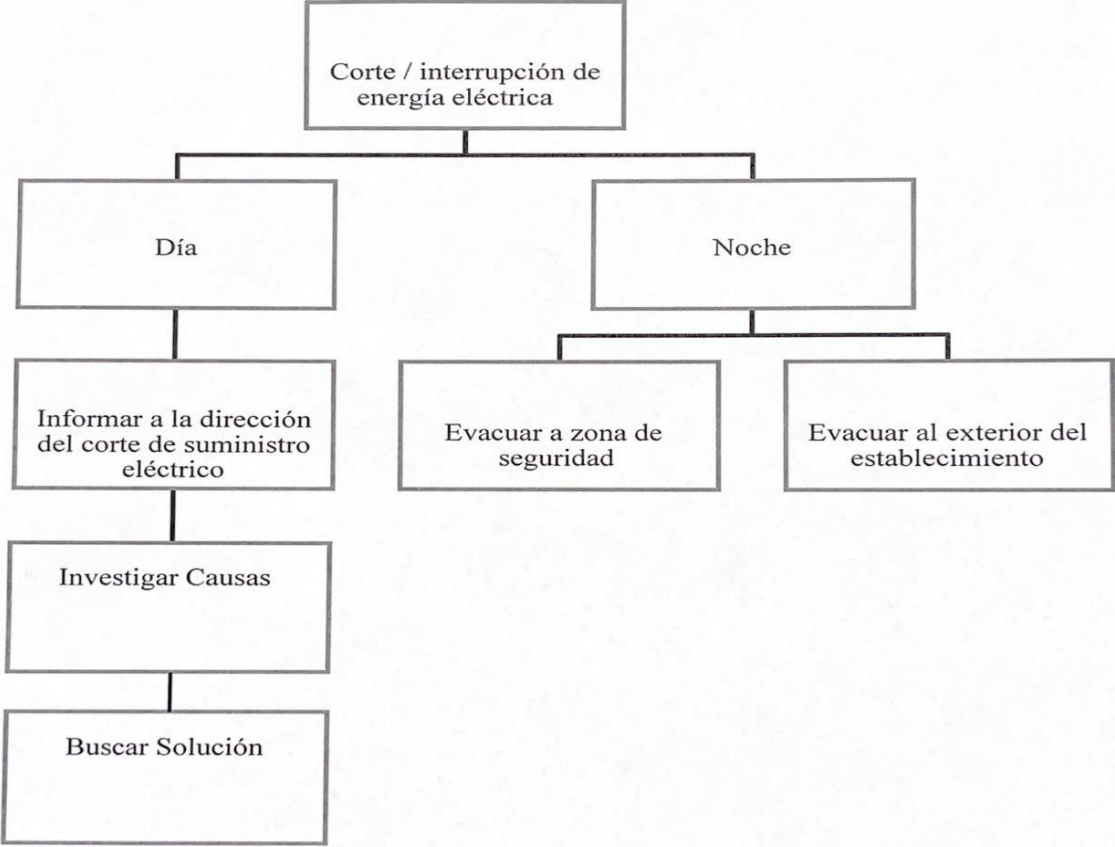 Corte / interrupción de
energía eléctrica
Día
Noche
Informar a la dirección
del corte de suministro
eléctrico
Evacuar a zona de
seguridad
Evacuar al exterior del
establecimiento
Investigar Causas
Buscar Solución